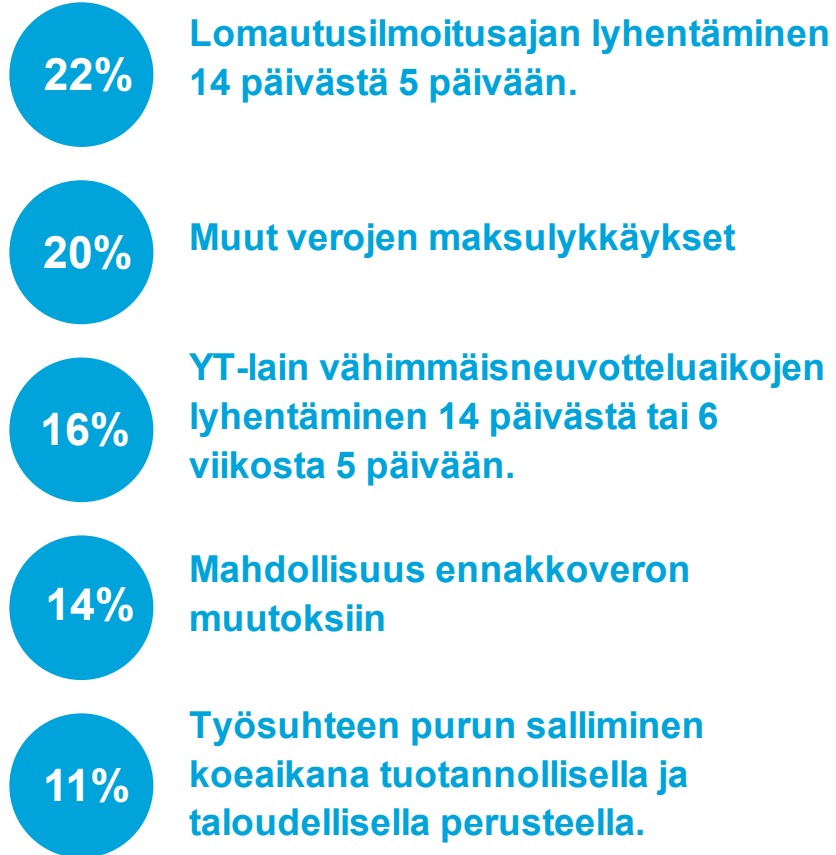 22%
Lomautusilmoitusajan lyhentäminen
14 päivästä 5 päivään.
20%
Muut verojen maksulykkäykset
16%
YT-lain vähimmäisneuvotteluaikojen
lyhentäminen 14 päivästä tai 6
viikosta 5 päivään.
14%
Mahdollisuus ennakkoveron
muutoksiin
11%
Työsuhteen purun salliminen
koeaikana tuotannollisella ja
taloudellisella perusteella.